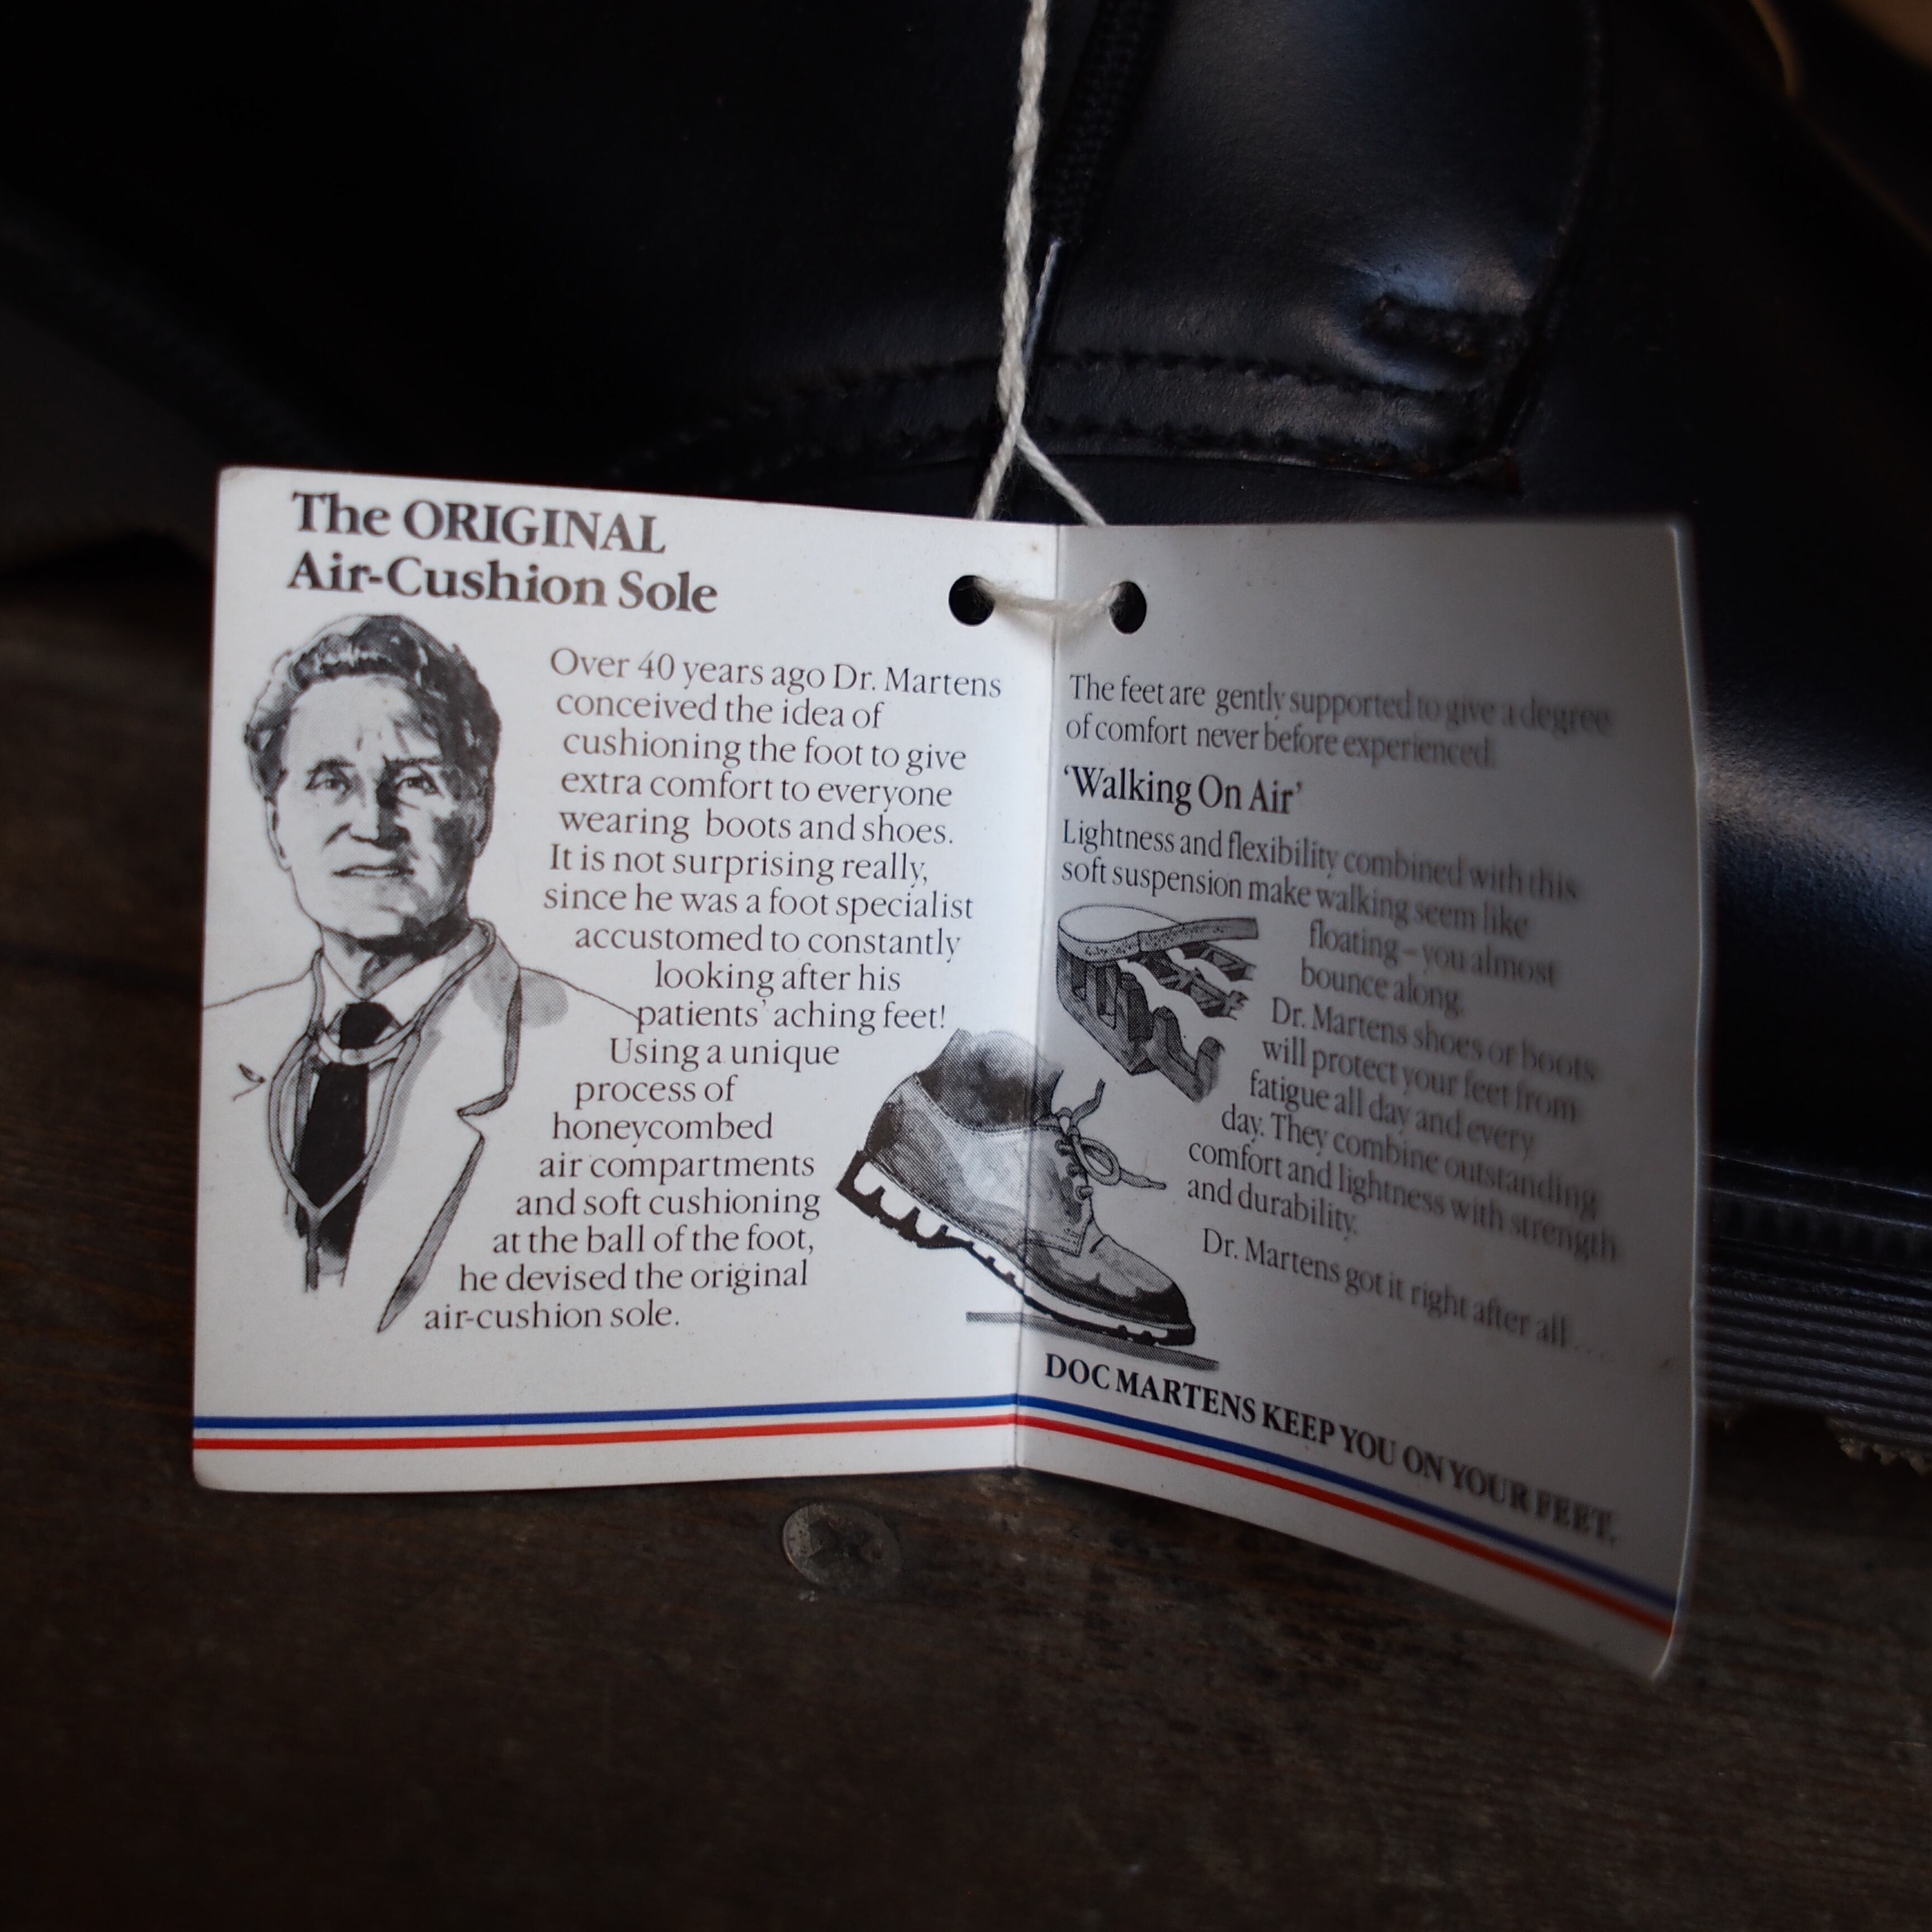 The ORIGINAL
Air-Cushion Sole
Over 40 years ago Dr. Martens
conceived the idea of
cushioning the foot to give
extra comfort to everyone
wearing boots and shoes.
It is not surprising really,
since he was a foot specialist
accustomed to constantly
looking after his
patients' aching feet!
Using a unique
process of
honeycombed
air compartments
and soft cushioning
at the ball of the foot,
he devised the original
air-cushion sole.
The feet are gently supported to give a degree
of comfort never before experienced.
‘Walking On Air’
Lightness and flexibility combined with this
soft suspension make walking seem like
floating – you almost
bounce along.
Dr. Martens shoes or boots
will protect your feet from
fatigue all day and every
day. They combine outstanding
comfort and lightness with strength
and durability.
Dr. Martens got it right after all ....
DOC MARTENS KEEP YOU ON YOUR FEET.